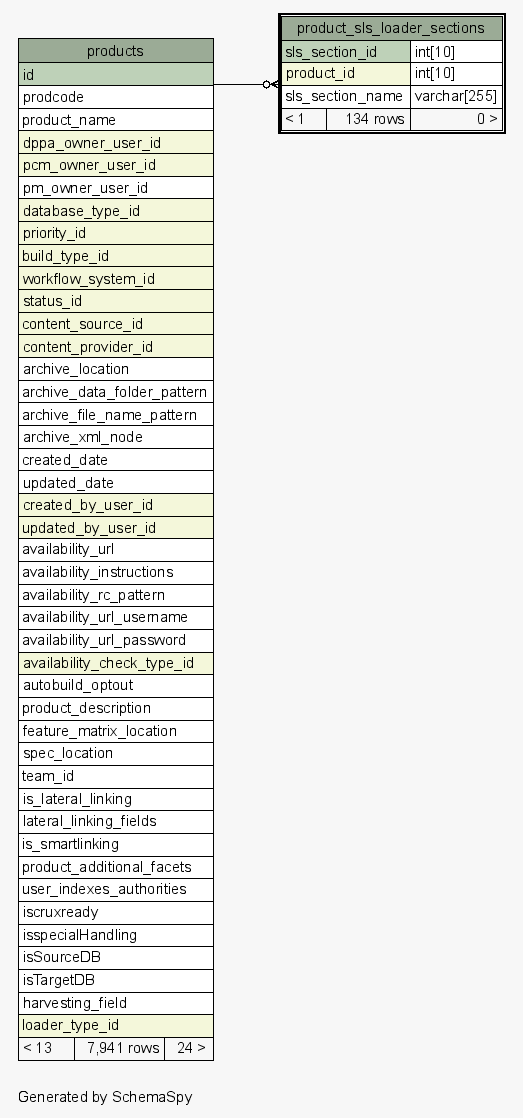 product_sls_loader_sections
sls_section_id int[10]
product_id int[10]
sls_section_name varchar[255]
< 1 134 rows 0 >
products
id
prodcode
product_name
dppa_owner_user_id
pcm_owner_user_id
pm_owner_user_id
database_type_id
priority_id
build_type_id
workflow_system_id
status_id
content_source_id
content_provider_id
archive_location
archive_data_folder_pattern
archive_file_name_pattern
archive_xml_node
created_date
updated_date
created_by_user_id
updated_by_user_id
availability_url
availability_instructions
availability_rc_pattern
availability_url_username
availability_url_password
availability_check_type_id
autobuild_optout
product_description
feature_matrix_location
spec_location
team_id
is_lateral_linking
lateral_linking_fields
is_smartlinking
product_additional_facets
user_indexes_authorities
iscruxready
isspecialHandling
isSourceDB
isTargetDB
harvesting_field
loader_type_id
< 13 7,941 rows 24 >
Generated by SchemaSpy